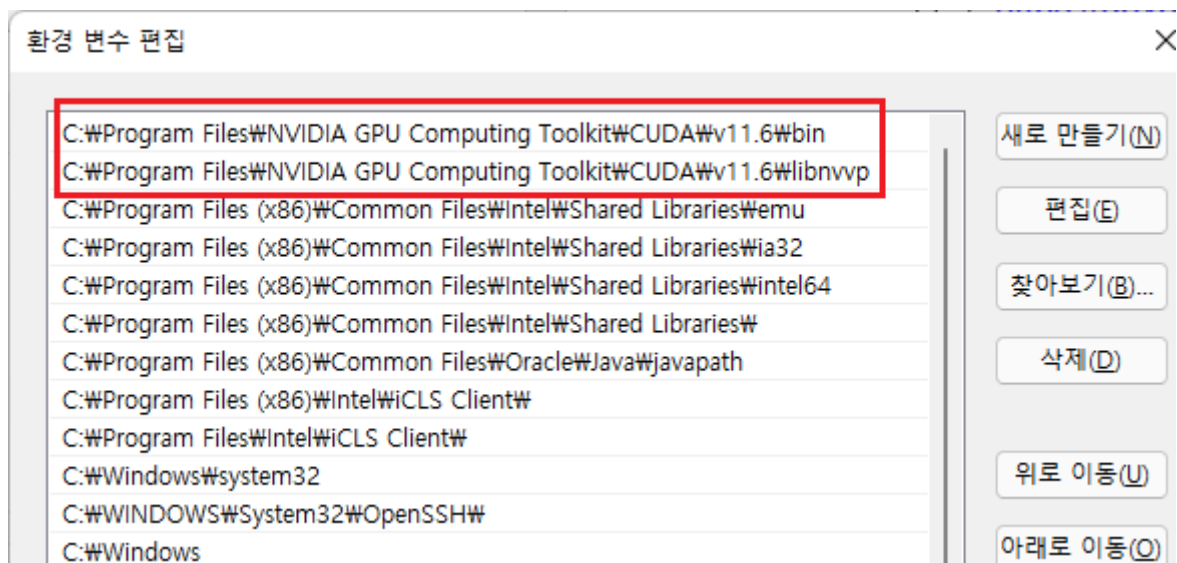 환경 변수 편집
C:₩Program Files₩NVIDIA GPU Computing Toolkit₩CUDA₩v11.6₩bin
C:₩Program Files₩NVIDIA GPU Computing Toolkit₩CUDA₩v11.6₩libnvvp
C:₩Program Files (x86)₩Common Files₩Intel₩Shared Libraries₩emu
C:₩Program Files (x86)₩Common Files₩Intel₩Shared Libraries₩ia32
C:₩Program Files (x86)₩Common Files₩Intel₩Shared Libraries₩intel64
C:₩Program Files (x86)₩Common Files₩Intel₩Shared Libraries₩
C:₩Program Files (x86)₩Common Files₩Oracle₩Java₩javapath
C:₩Program Files (x86)₩Intel₩iCLS Client₩
C:₩Program Files₩Intel₩iCLS Client₩
C:₩Windows₩system32
C:₩WINDOWS₩System32₩OpenSSH₩
C:₩Windows
새로 만들기(N)
편집(E)
찾아보기(B)...
삭제(D)
위로 이동(U)
아래로 이동(O)